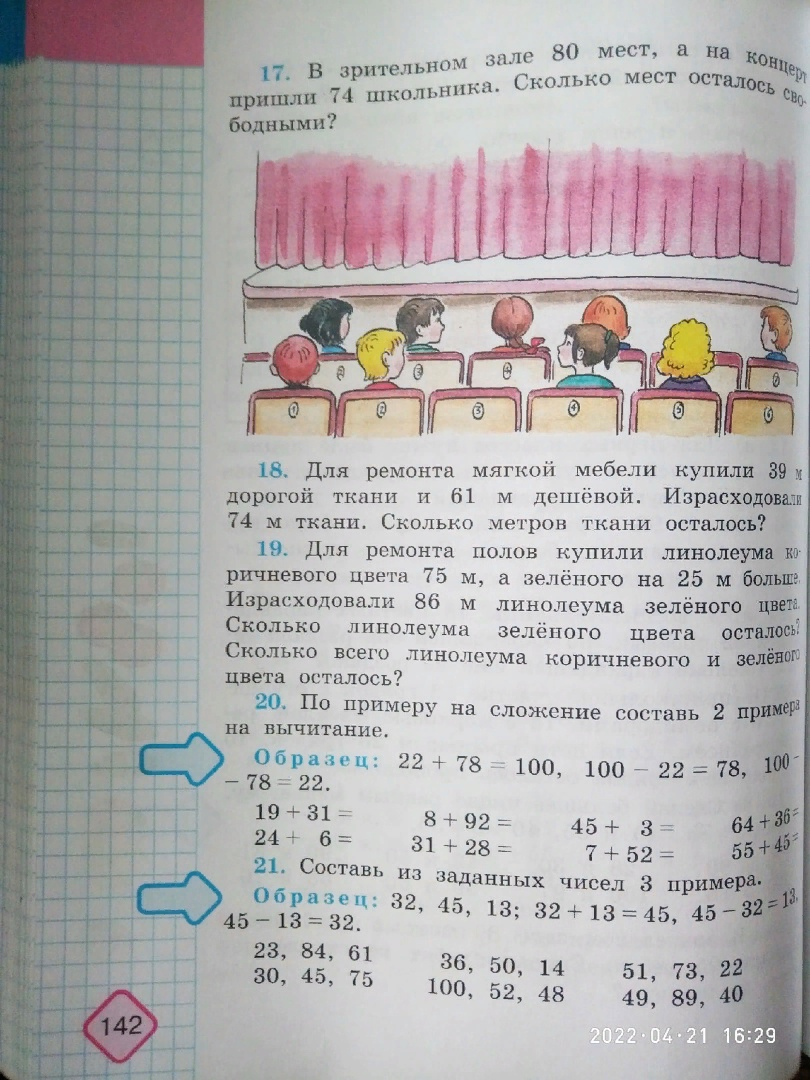 17. В зрительном зале 80 мест, а на концерт
пришли 74 школьника. Сколько мест осталось сво-
бодными?
1 2 3 4 5 6
18. Для ремонта мягкой мебели купили 39 м
дорогой ткани и 61 м дешёвой. Израсходовали
74 м ткани. Сколько метров ткани осталось?
19. Для ремонта полов купили линолеума ко-
ричневого цвета 75 м, а зелёного на 25 м больше.
Израсходовали 86 м линолеума зелёного цвета.
Сколько линолеума зелёного цвета осталось?
Сколько всего линолеума коричневого и зелёного
цвета осталось?
20. По примеру на сложение составь 2 примера
на вычитание.
Образец: 22 + 78 = 100, 100 − 22 = 78, 100 −
− 78 = 22.
19 + 31 = 8 + 92 = 45 + 3 = 64 + 36 =
24 + 6 = 31 + 28 = 7 + 52 = 55 + 45 =
21. Составь из заданных чисел 3 примера.
Образец: 32, 45, 13; 32 + 13 = 45, 45 − 32 = 13,
45 − 13 = 32.
23, 84, 61 36, 50, 14 51, 73, 22
30, 45, 75 100, 52, 48 49, 89, 40
142
2022·04·21 16:29